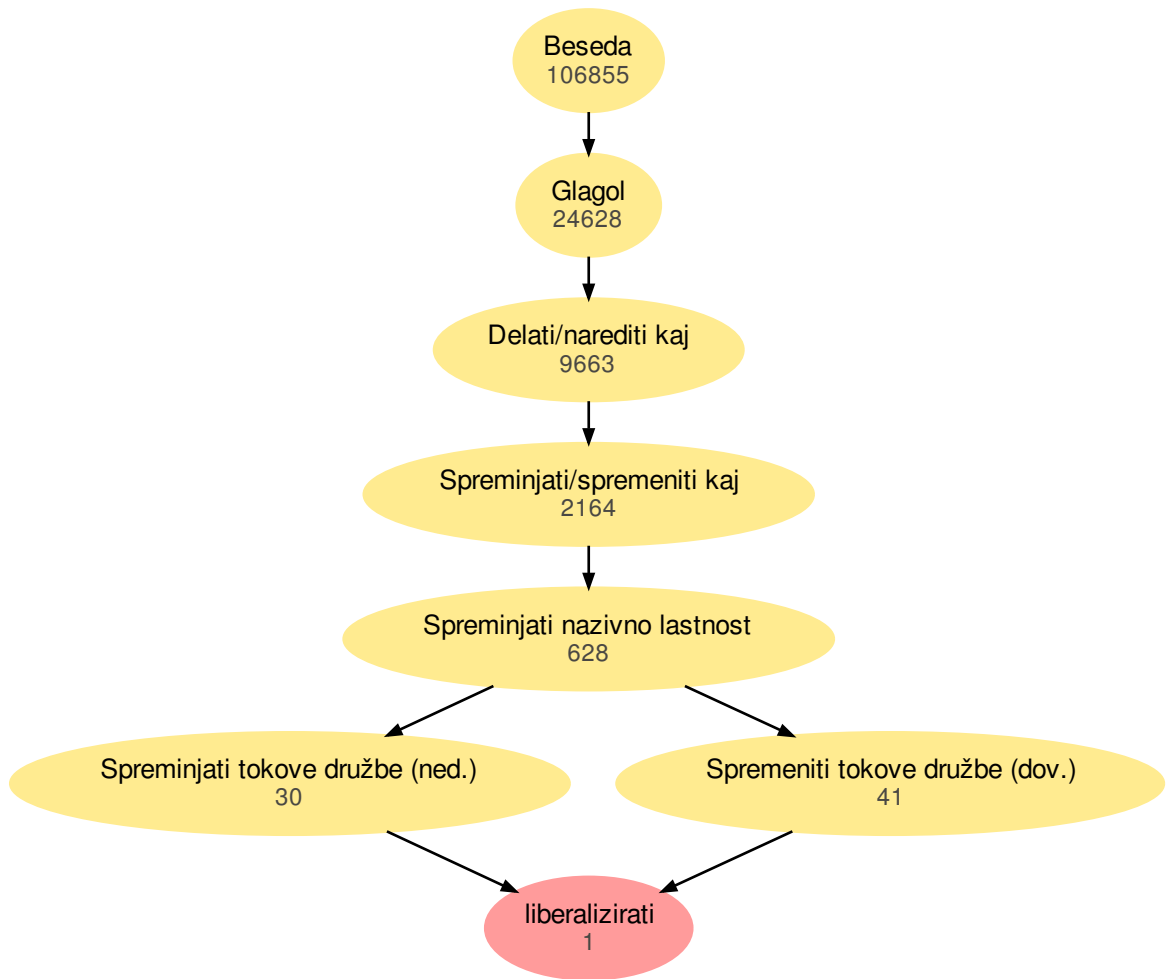 Beseda
106855
Glagol
24628
Delati/narediti kaj
9663
Spreminjati/spremeniti kaj
2164
Spreminjati nazivno lastnost
628
Spreminjati tokove družbe (ned.)
30
Spremeniti tokove družbe (dov.)
41
liberalizirati
1